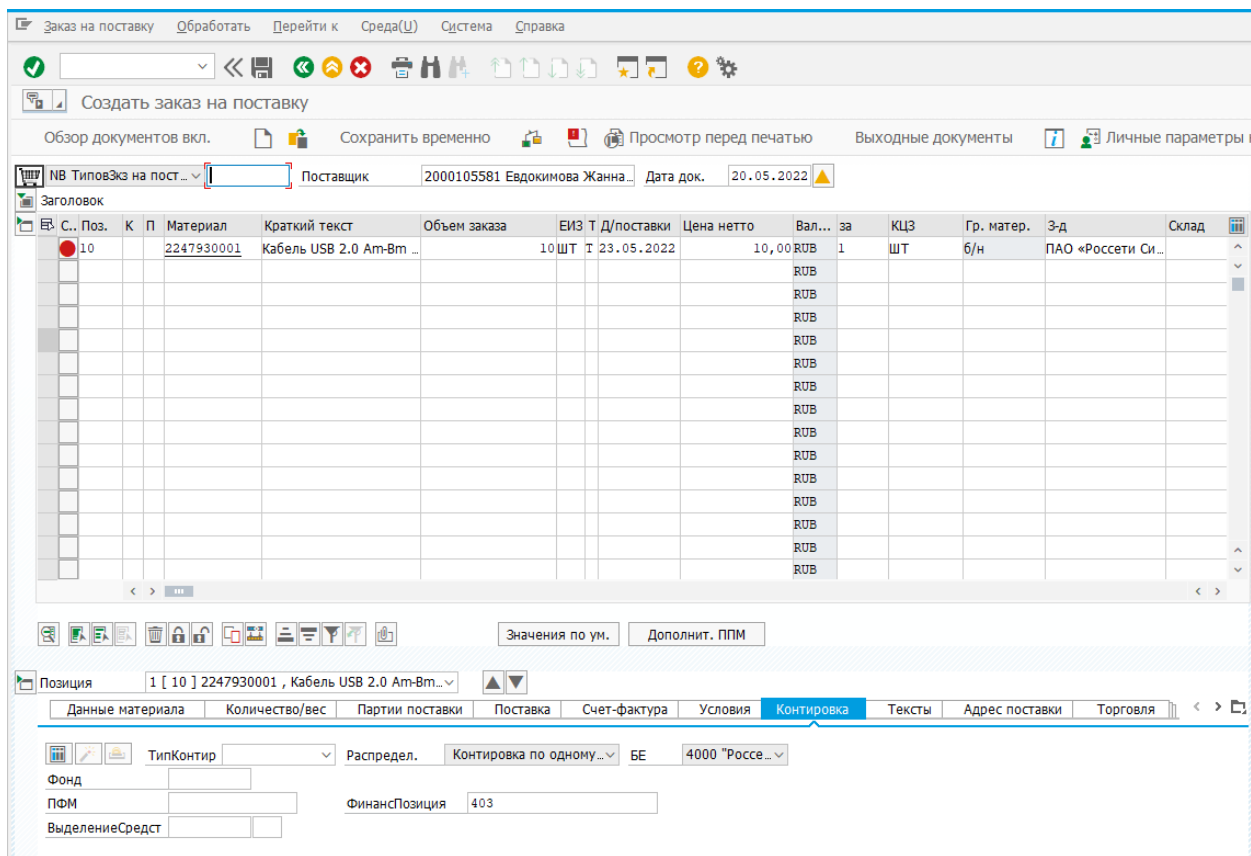 Заказ на поставку Обработать Перейти к Среда(U) Система Справка
Создать заказ на поставку
Обзор документов вкл. Сохранить временно Просмотр перед печатью Выходные документы Личные параметры
NB ТиповЗкз на пост... Поставщик 2000105581 Евдокимова Жанна... Дата док. 20.05.2022
Заголовок
С.. Поз. К П Материал Краткий текст Объем заказа ЕИЗ Т Д/поставки Цена нетто Вал... за КЦЗ Гр. матер. З-д Склад
10 2247930001 Кабель USB 2.0 Am-Bm ... 10 ШТ Т 23.05.2022 10,00 RUB 1 ШТ б/н ПАО «Россети Си...
RUB
RUB
RUB
RUB
RUB
RUB
RUB
RUB
RUB
RUB
RUB
RUB
RUB
RUB
Значения по ум. Дополнит. ППМ
Позиция 1 [ 10 ] 2247930001 , Кабель USB 2.0 Am-Bm...
Данные материала Количество/вес Партии поставки Поставка Счет-фактура Условия Контировка Тексты Адрес поставки Торговля
ТипКонтир Распредел. Контировка по одному... БЕ 4000 "Россе...
Фонд
ПФМ ФинансПозиция 403
ВыделениеСредст